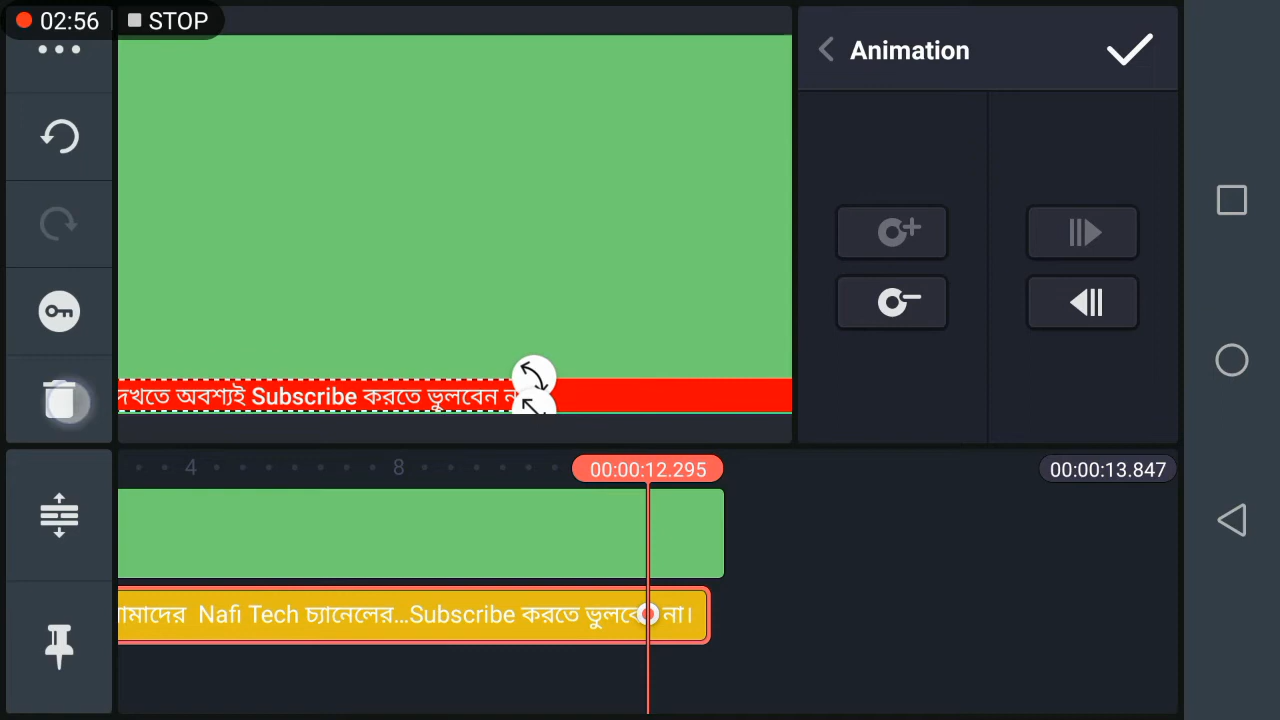 02:56
STOP
Animation
দেখতে অবশ্যই Subscribe করতে ভুলবেন
4
8
00:00:12.295
00:00:13.847
Nafi Tech চ্যানেলের...Subscribe করতে না।